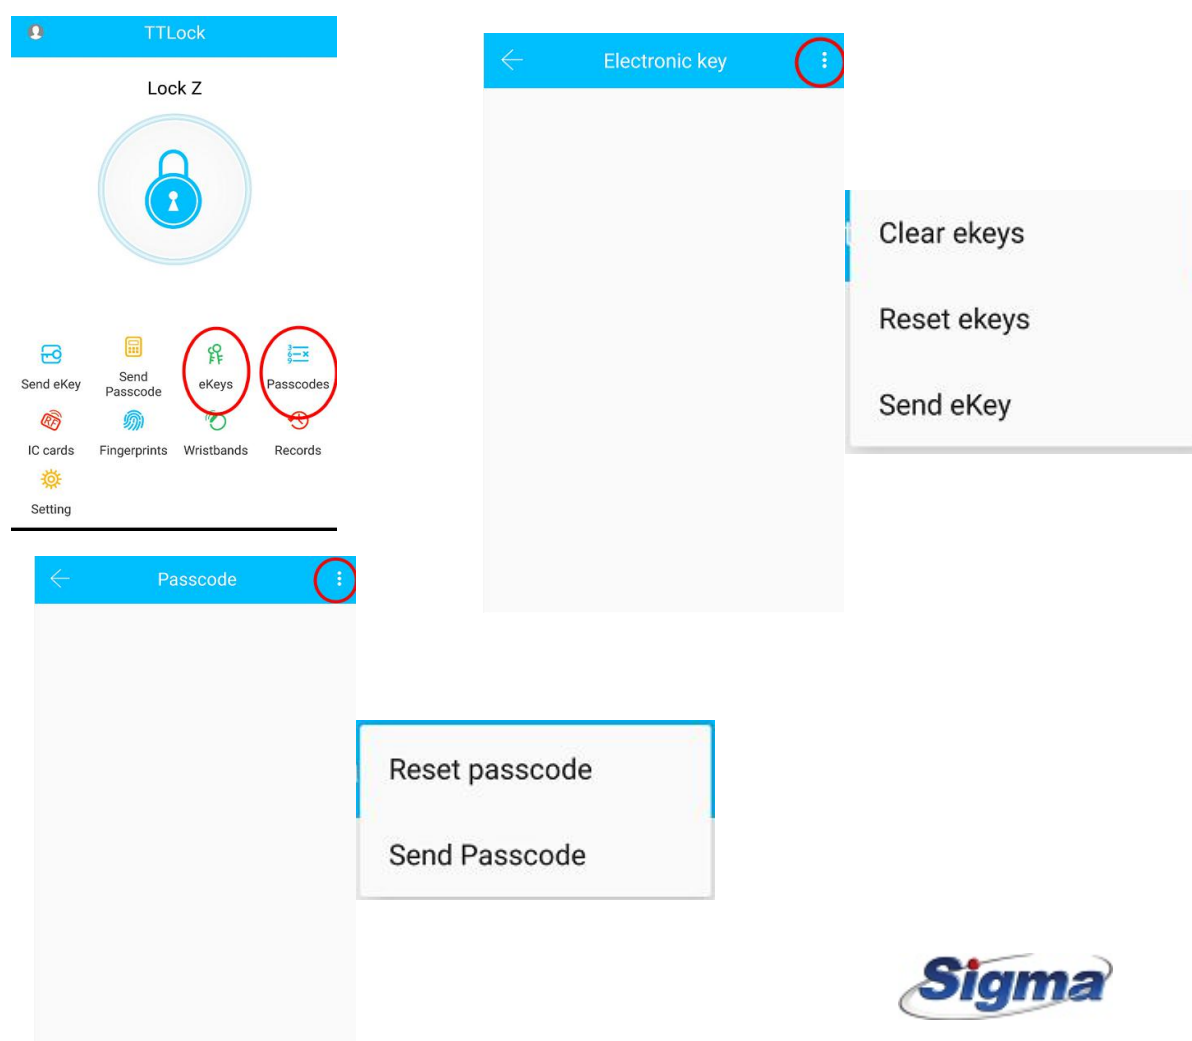 TTLock
Lock Z
Send eKey
Send
Passcode
eKeys
Passcodes
IC cards
Fingerprints
Wristbands
Records
Setting
Electronic key
Clear ekeys
Reset ekeys
Send eKey
Passcode
Reset passcode
Send Passcode
Sigma